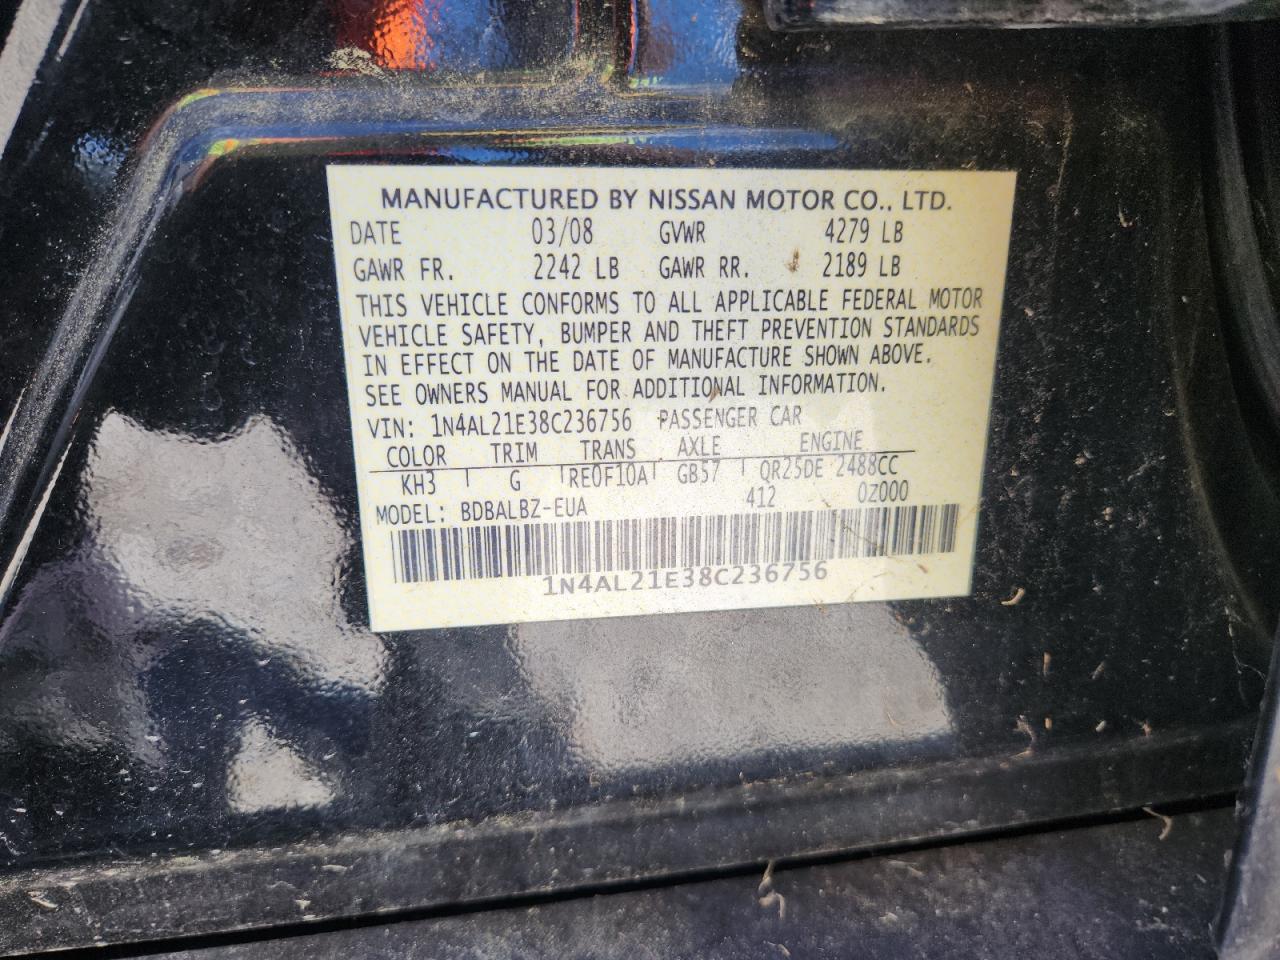 MANUFACTURED BY NISSAN MOTOR CO., LTD.
DATE 03/08 GVWR 4279 LB
GAWR FR. 2242 LB GAWR RR. 2189 LB
THIS VEHICLE CONFORMS TO ALL APPLICABLE FEDERAL MOTOR
VEHICLE SAFETY, BUMPER AND THEFT PREVENTION STANDARDS
IN EFFECT ON THE DATE OF MANUFACTURE SHOWN ABOVE.
SEE OWNERS MANUAL FOR ADDITIONAL INFORMATION.
VIN: 1N4AL21E38C236756 PASSENGER CAR
COLOR TRIM TRANS AXLE ENGINE
KH3 G RE0F10A GB57 QR25DE 2488CC
MODEL: BDBALBZ-EUA 412 0Z000
1N4AL21E38C236756